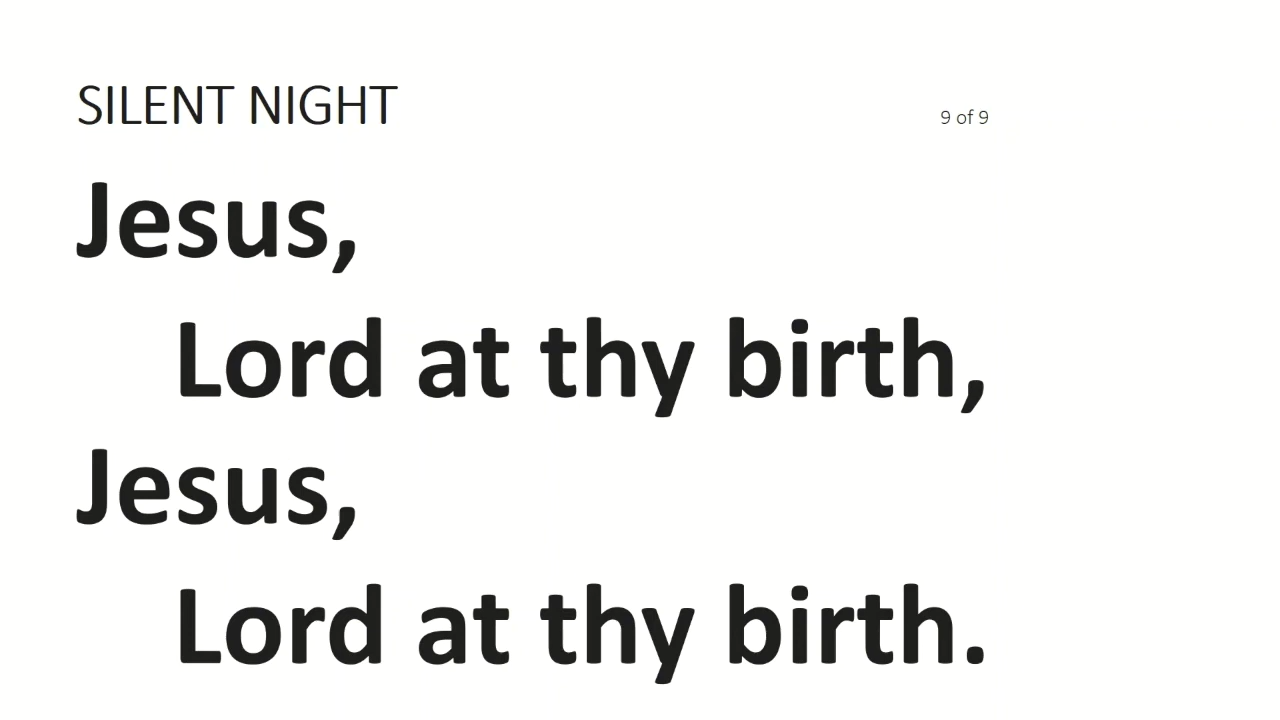 SILENT NIGHT 9 of 9
Jesus,
Lord at thy birth,
Jesus,
Lord at thy birth.